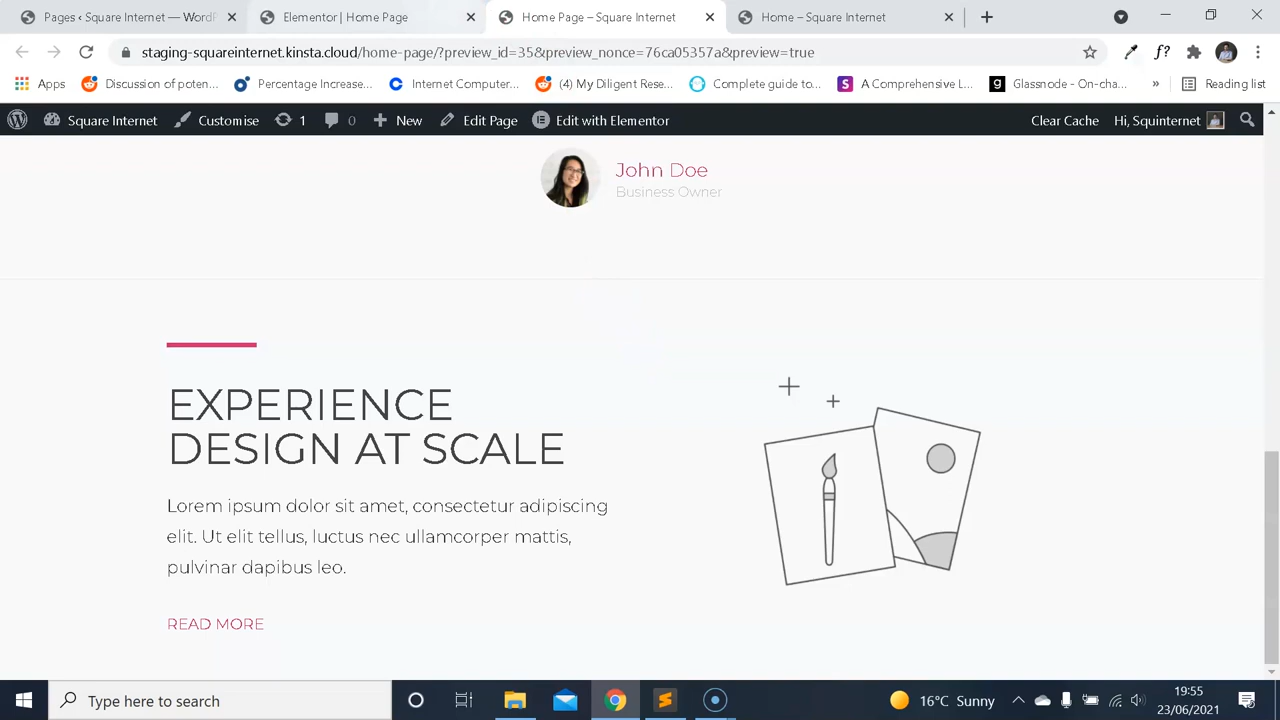 Pages ‹ Square Internet — WordP
Elementor | Home Page
Home Page – Square Internet
Home – Square Internet
staging-squareinternet.kinsta.cloud/home-page/?preview_id=35&preview_nonce=76ca05357a&preview=true
f?
Apps
Discussion of poten...
Percentage Increase...
Internet Computer...
(4) My Diligent Rese...
Complete guide to...
A Comprehensive L...
Glassnode - On-cha...
»
Reading list
Square Internet
Customise
1
0
New
Edit Page
Edit with Elementor
Clear Cache
Hi, Squinternet
John Doe
Business Owner
EXPERIENCE
DESIGN AT SCALE
Lorem ipsum dolor sit amet, consectetur adipiscing
elit. Ut elit tellus, luctus nec ullamcorper mattis,
pulvinar dapibus leo.
READ MORE
Type here to search
16°C Sunny
19:55
23/06/2021